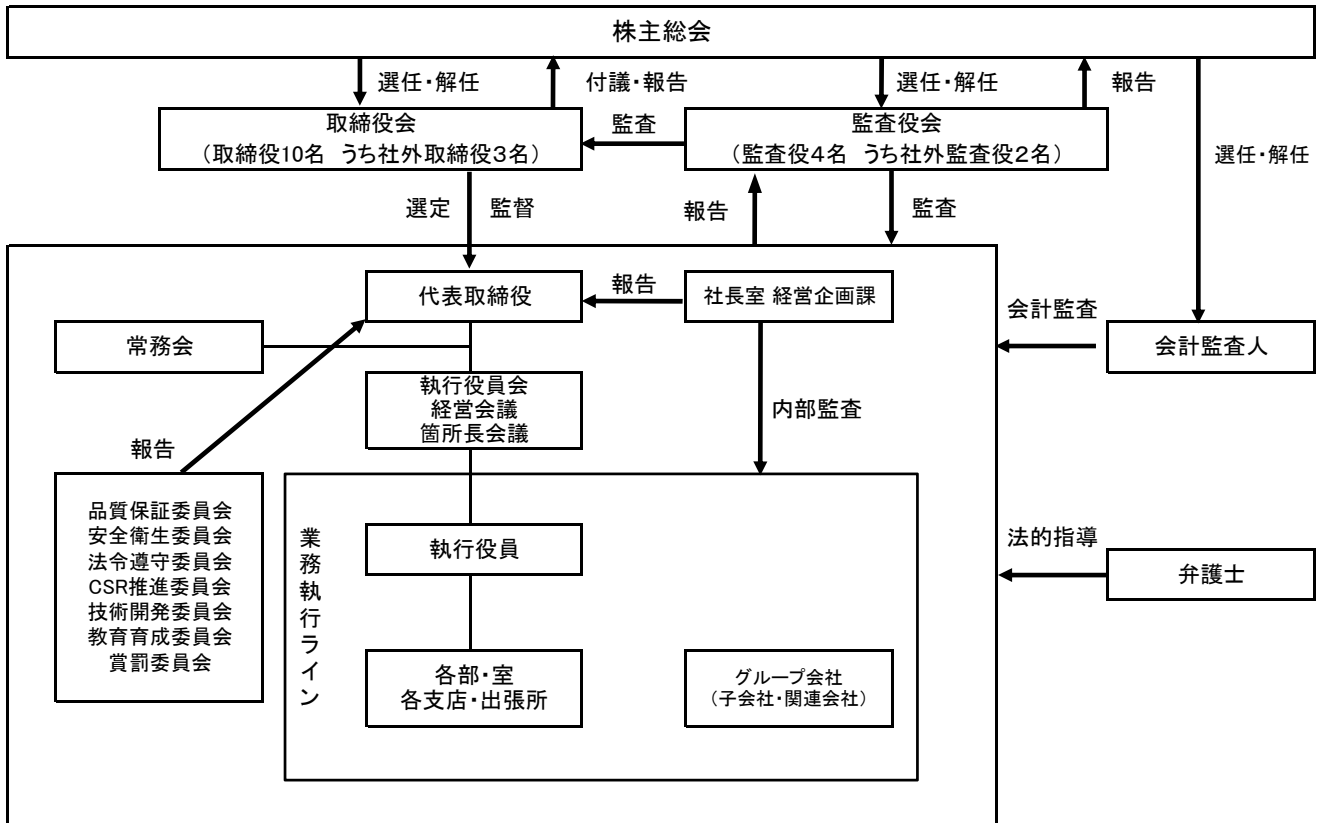 株主総会
選任・解任
付議・報告
選任・解任
報告
取締役会
（取締役10名　うち社外取締役３名）
監査
監査役会
（監査役４名　うち社外監査役２名）
選任・解任
選定
監督
報告
監査
代表取締役
報告
社長室 経営企画課
会計監査
会計監査人
常務会
執行役員会
経営会議
箇所長会議
内部監査
報告
品質保証委員会
安全衛生委員会
法令遵守委員会
CSR推進委員会
技術開発委員会
教育育成委員会
賞罰委員会
業務執行ライン
執行役員
法的指導
弁護士
各部・室
各支店・出張所
グループ会社
（子会社・関連会社）